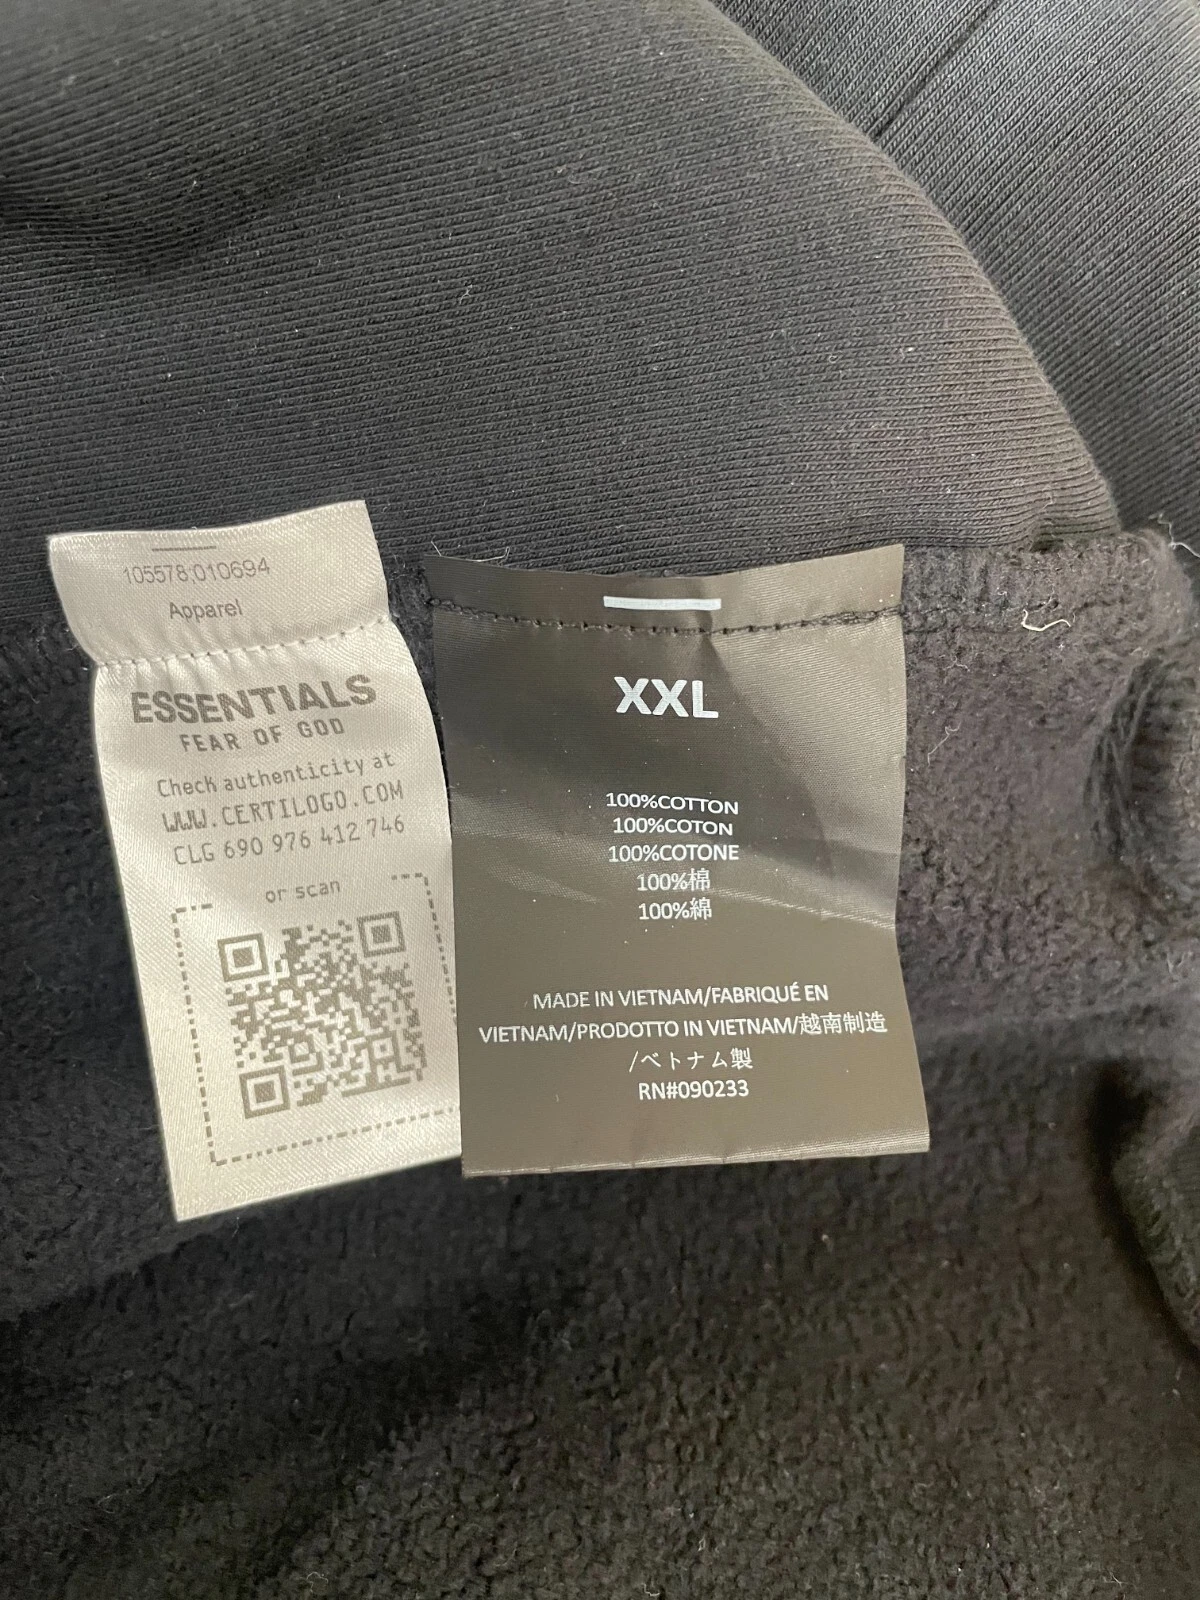 105578;010694
Apparel
ESSENTIALS
FEAR OF GOD
Check authenticity at
WWW.CERTILOGO.COM
CLG 690 976 412 746
or scan
XXL
100%COTTON
100%COTON
100%COTONE
100%棉
100%綿
MADE IN VIETNAM/FABRIQUÉ EN
VIETNAM/PRODOTTO IN VIETNAM/越南制造
/ベトナム製
RN#090233